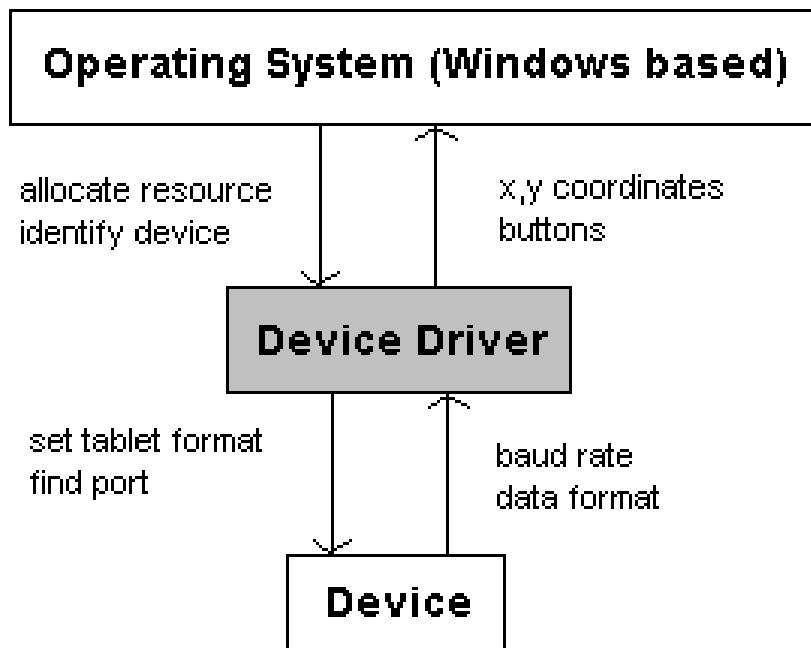 Operating System (Windows based)
allocate resource
identify device
x,y coordinates
buttons
Device Driver
set tablet format
find port
baud rate
data format
Device